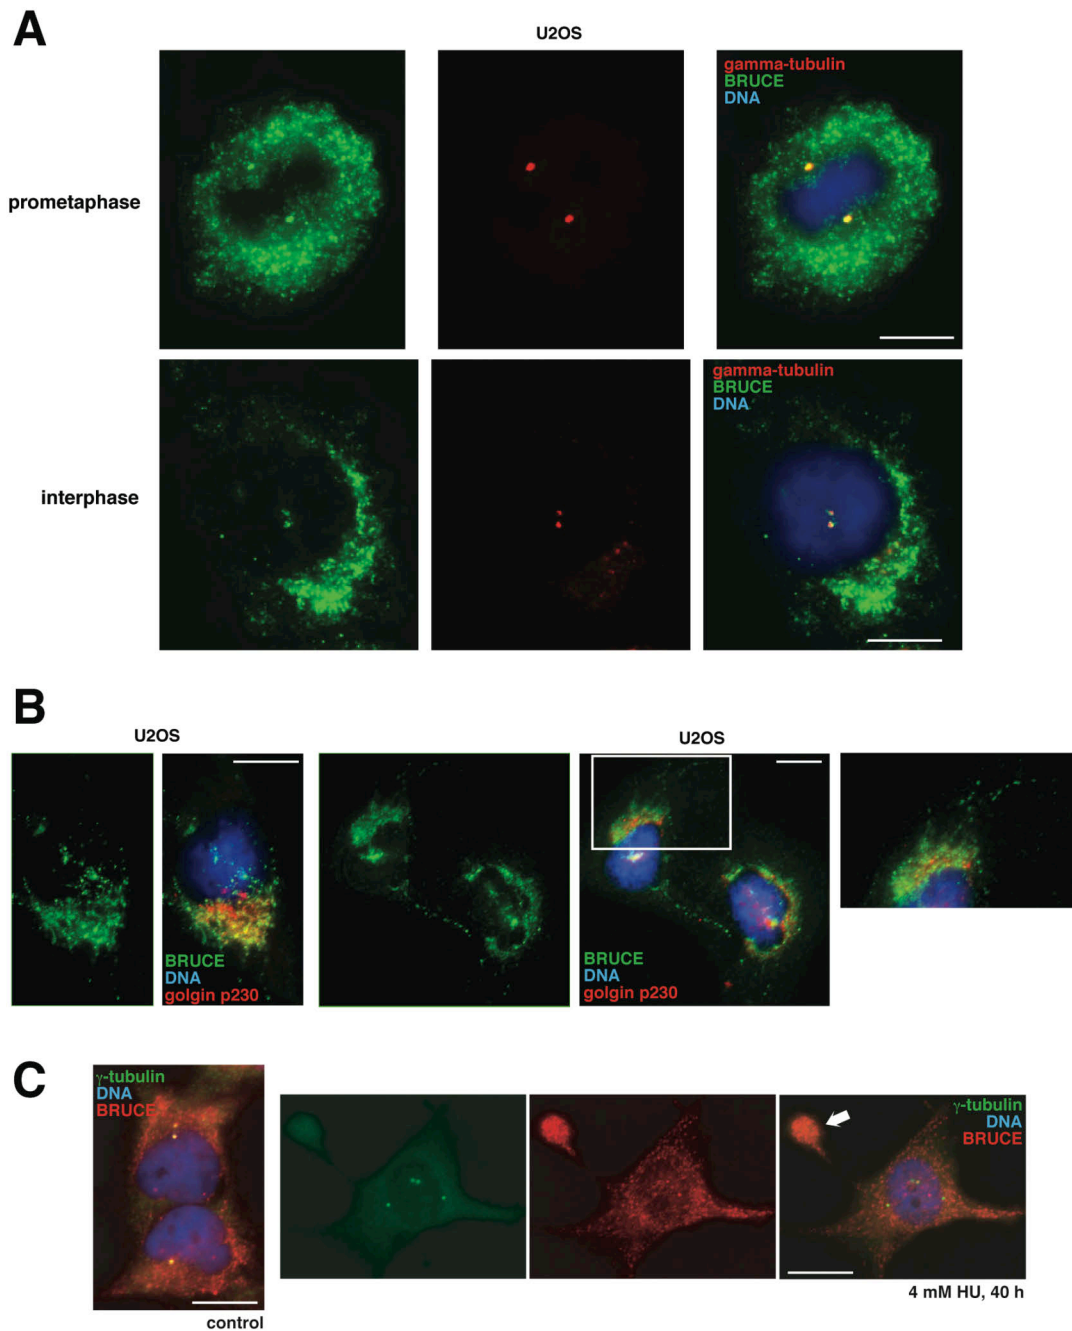 A
U2OS
prometaphase
gamma-tubulin
BRUCE
DNA
interphase
gamma-tubulin
BRUCE
DNA
B
U2OS
U2OS
BRUCE
DNA
golgin p230
BRUCE
DNA
golgin p230
C
γ-tubulin
DNA
BRUCE
γ-tubulin
DNA
BRUCE
control
4 mM HU, 40 h